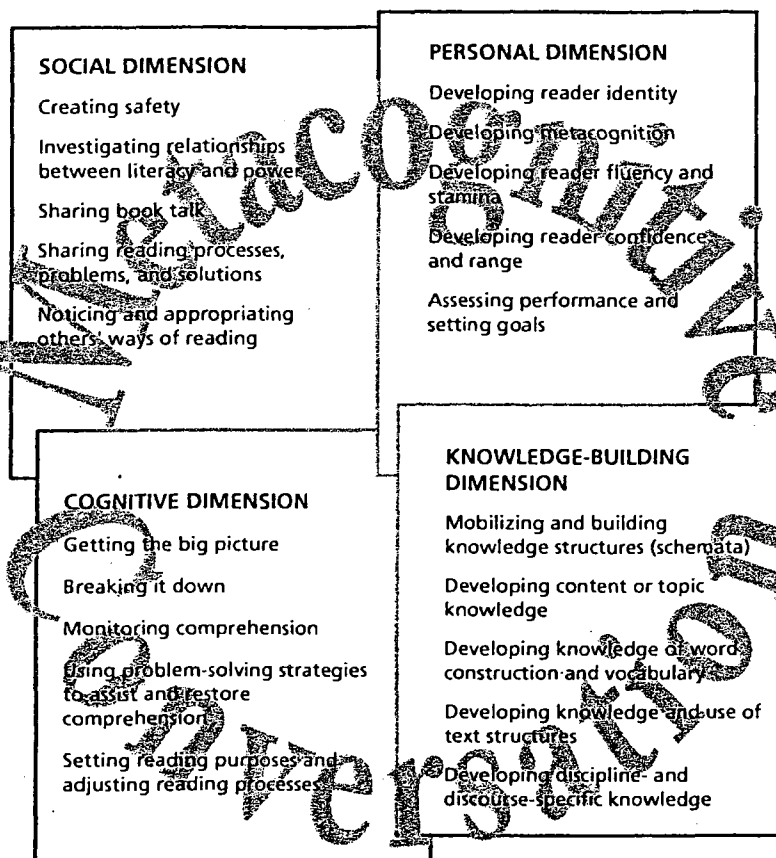 SOCIAL DIMENSION
Creating safety
Investigating relationships
between literacy and power
Sharing book talk
Sharing reading processes,
problems, and solutions
Noticing and appropriating
others' ways of reading
PERSONAL DIMENSION
Developing reader identity
Developing metacognition
Developing reader fluency and
stamina
Developing reader confidence
and range
Assessing performance and
setting goals
COGNITIVE DIMENSION
Getting the big picture
Breaking it down
Monitoring comprehension
Using problem-solving strategies
to assist and restore
comprehension
Setting reading purposes and
adjusting reading processes
KNOWLEDGE-BUILDING
DIMENSION
Mobilizing and building
knowledge structures (schemata)
Developing content or topic
knowledge
Developing knowledge of word
construction and vocabulary
Developing knowledge and use of
text structures
Developing discipline- and
discourse-specific knowledge
Metacognitive
Conversation